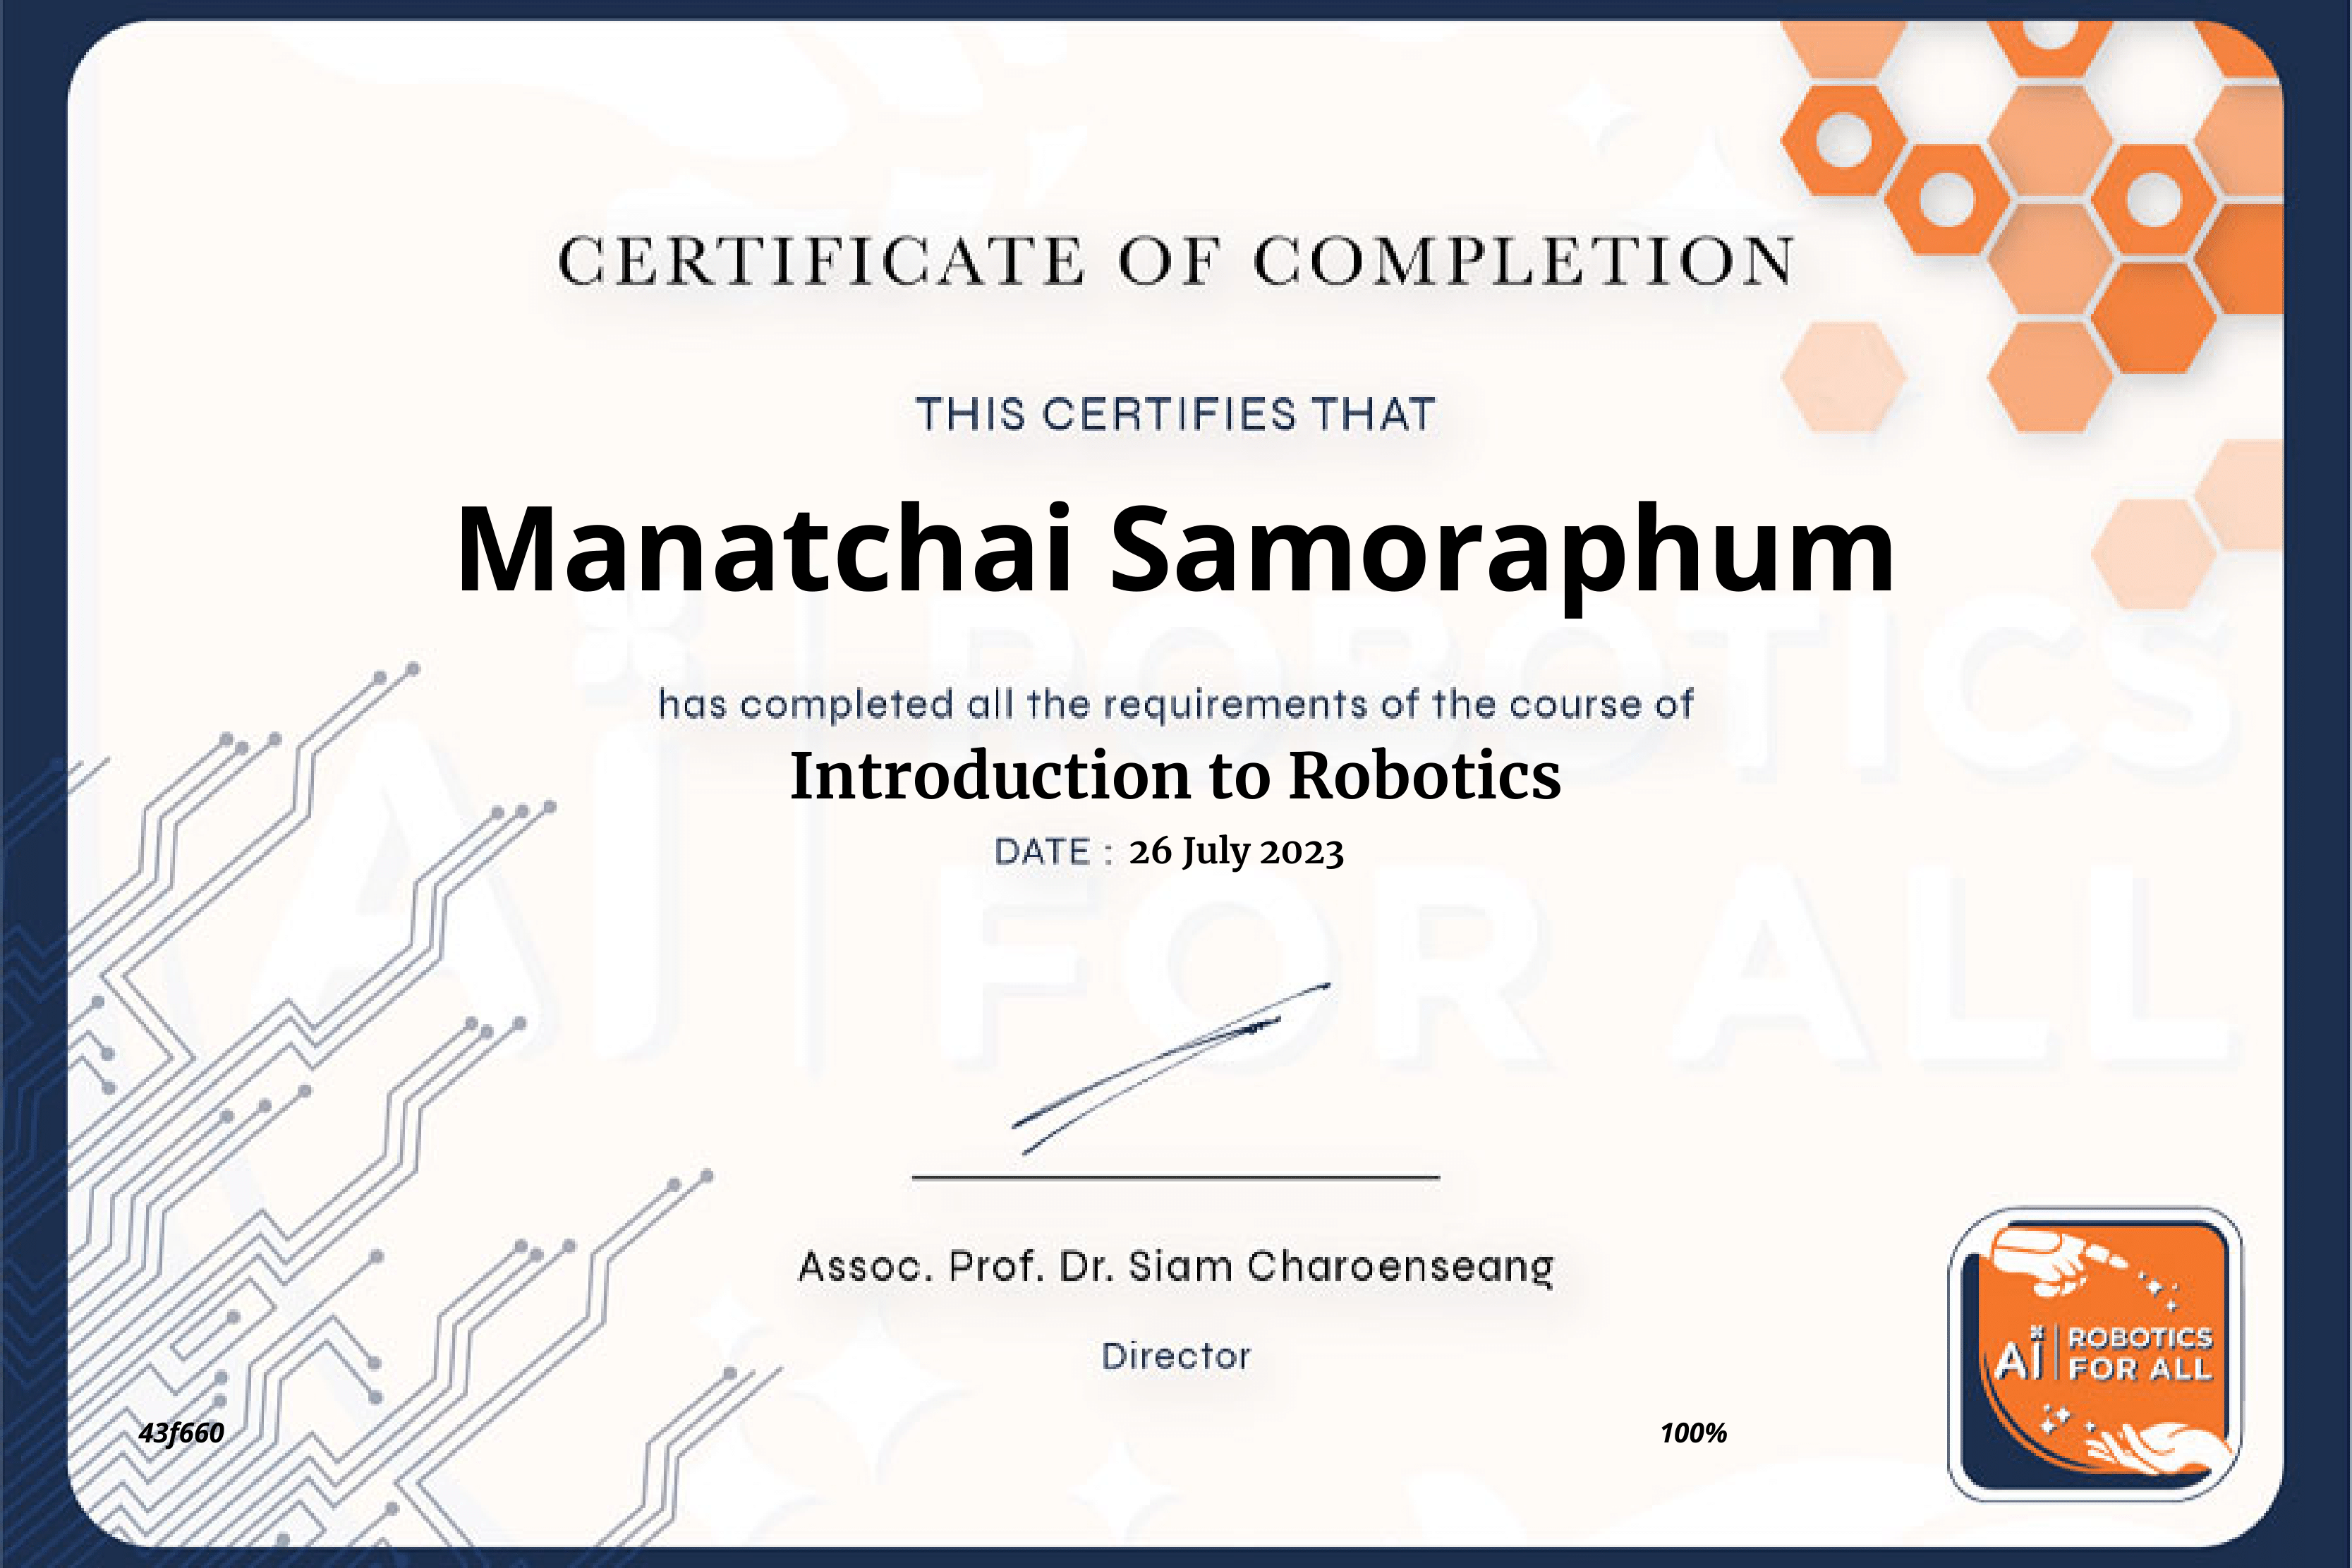 CERTIFICATE OF COMPLETION
THIS CERTIFIES THAT
Manatchai Samoraphum
has completed all the requirements of the course of
Introduction to Robotics
DATE : 26 July 2023
Assoc. Prof. Dr. Siam Charoenseang
Director
43f660
100%
Ai ROBOTICS
FOR ALL
Ai ROBOTICS
FOR ALL